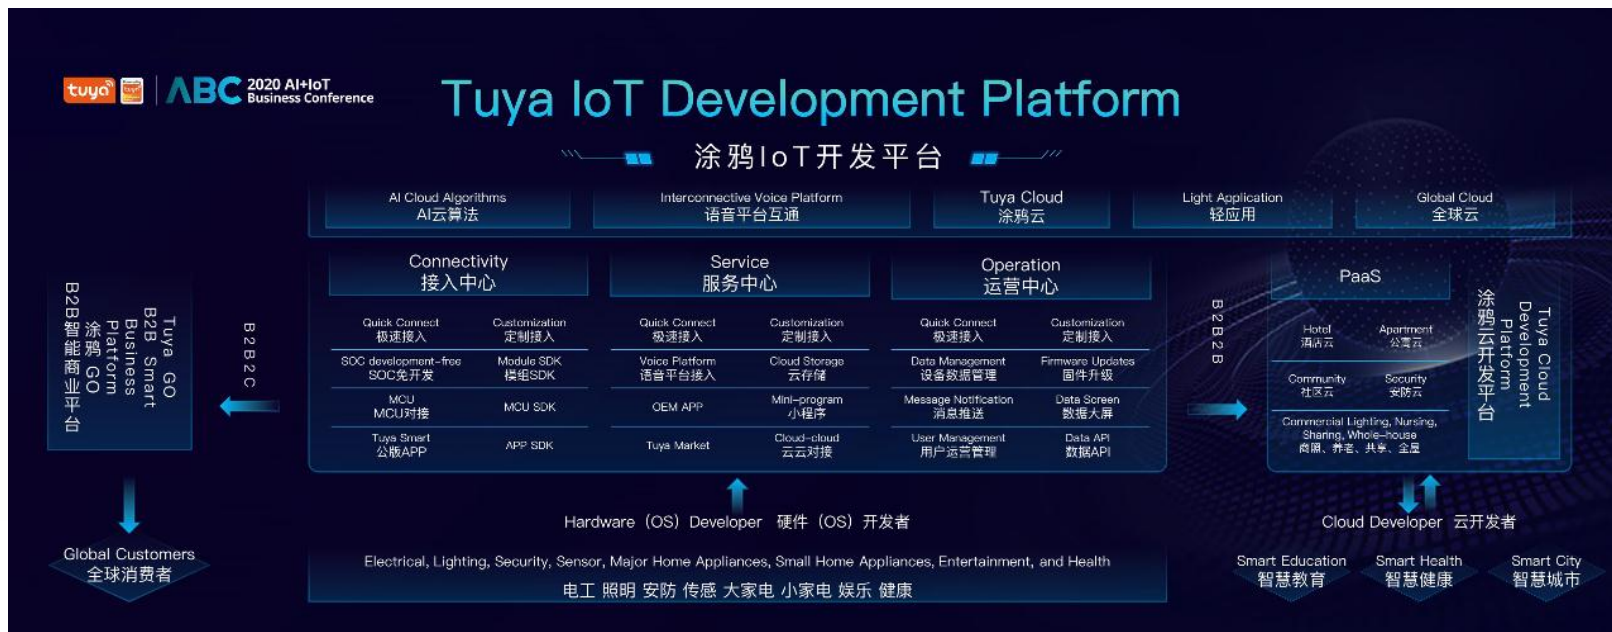 tuya
ABC 2020 AI+IoT
Business Conference
Tuya IoT Development Platform
涂鸦IoT开发平台
AI Cloud Algorithms
AI云算法
Interconnective Voice Platform
语音平台互通
Tuya Cloud
涂鸦云
Light Application
轻应用
Global Cloud
全球云
Tuya GO
B2B Smart
Business
Platform
涂鸦 GO
B2B智能商业平台
B2B2C
Connectivity
接入中心
Quick Connect
极速接入
Customization
定制接入
SOC development-free
SOC免开发
Module SDK
模组SDK
MCU
MCU对接
MCU SDK
Tuya Smart
公版APP
APP SDK
Service
服务中心
Quick Connect
极速接入
Customization
定制接入
Voice Platform
语音平台接入
Cloud Storage
云存储
OEM APP
Mini-program
小程序
Tuya Market
Cloud-cloud
云云对接
Operation
运营中心
Quick Connect
极速接入
Customization
定制接入
Data Management
设备数据管理
Firmware Updates
固件升级
Message Notification
消息推送
Data Screen
数据大屏
User Management
用户运营管理
Data API
数据API
B2B2B
PaaS
Hotel
酒店云
Apartment
公寓云
Community
社区云
Security
安防云
Commercial Lighting, Nursing,
Sharing, Whole-house
商照、养老、共享、全屋
Tuya Cloud
Development
Platform
涂鸦云开发平台
Global Customers
全球消费者
Hardware (OS) Developer 硬件 (OS) 开发者
Electrical, Lighting, Security, Sensor, Major Home Appliances, Small Home Appliances, Entertainment, and Health
电工 照明 安防 传感 大家电 小家电 娱乐 健康
Cloud Developer 云开发者
Smart Education
智慧教育
Smart Health
智慧健康
Smart City
智慧城市